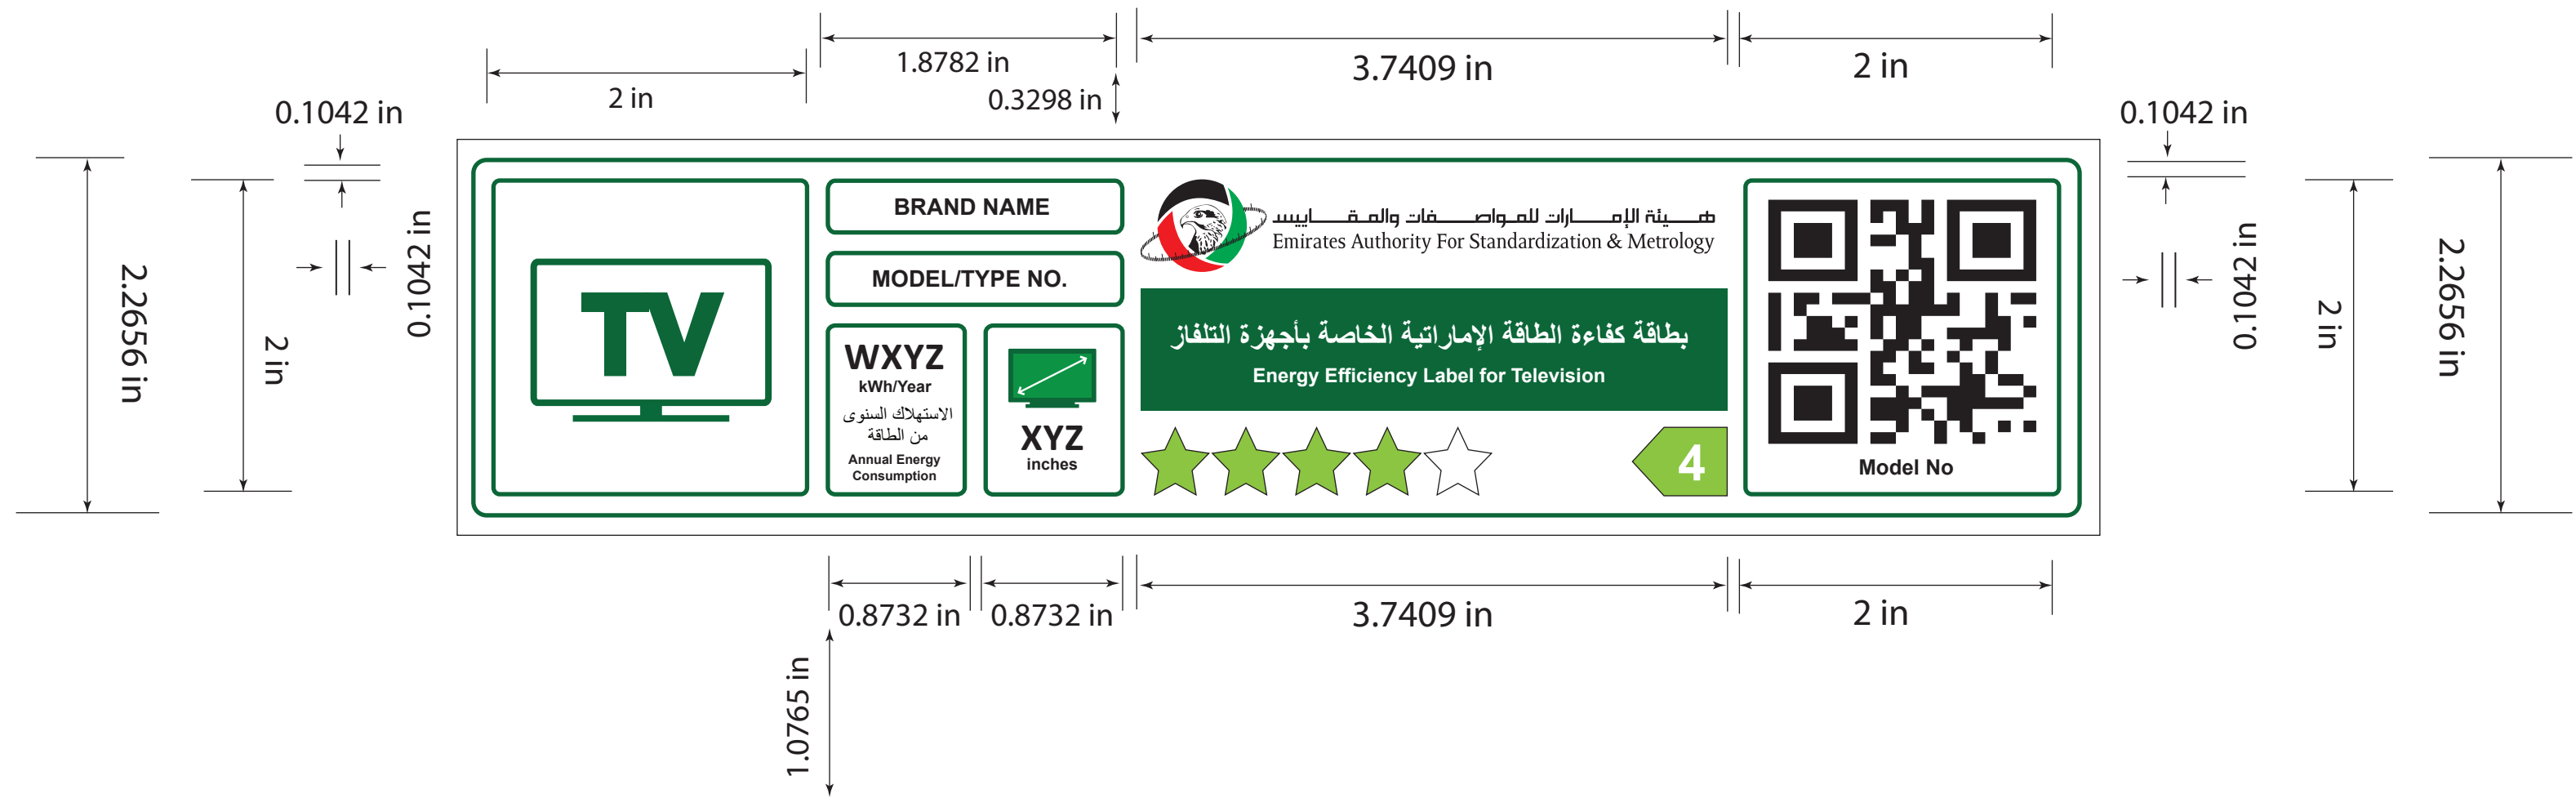 1.8782 in
3.7409 in
2 in
2 in
0.3298 in
0.1042 in
0.1042 in
2.2656 in
2 in
0.1042 in
TV
BRAND NAME
MODEL/TYPE NO.
WXYZ
kWh/Year
الاستهلاك السنوى
من الطاقة
Annual Energy
Consumption
XYZ
inches
هيئة الإمارات للمواصفات والمقاييس
Emirates Authority For Standardization & Metrology
بطاقة كفاءة الطاقة الإماراتية الخاصة بأجهزة التلفاز
Energy Efficiency Label for Television
4
Model No
0.1042 in
2 in
2.2656 in
0.8732 in
0.8732 in
3.7409 in
2 in
1.0765 in